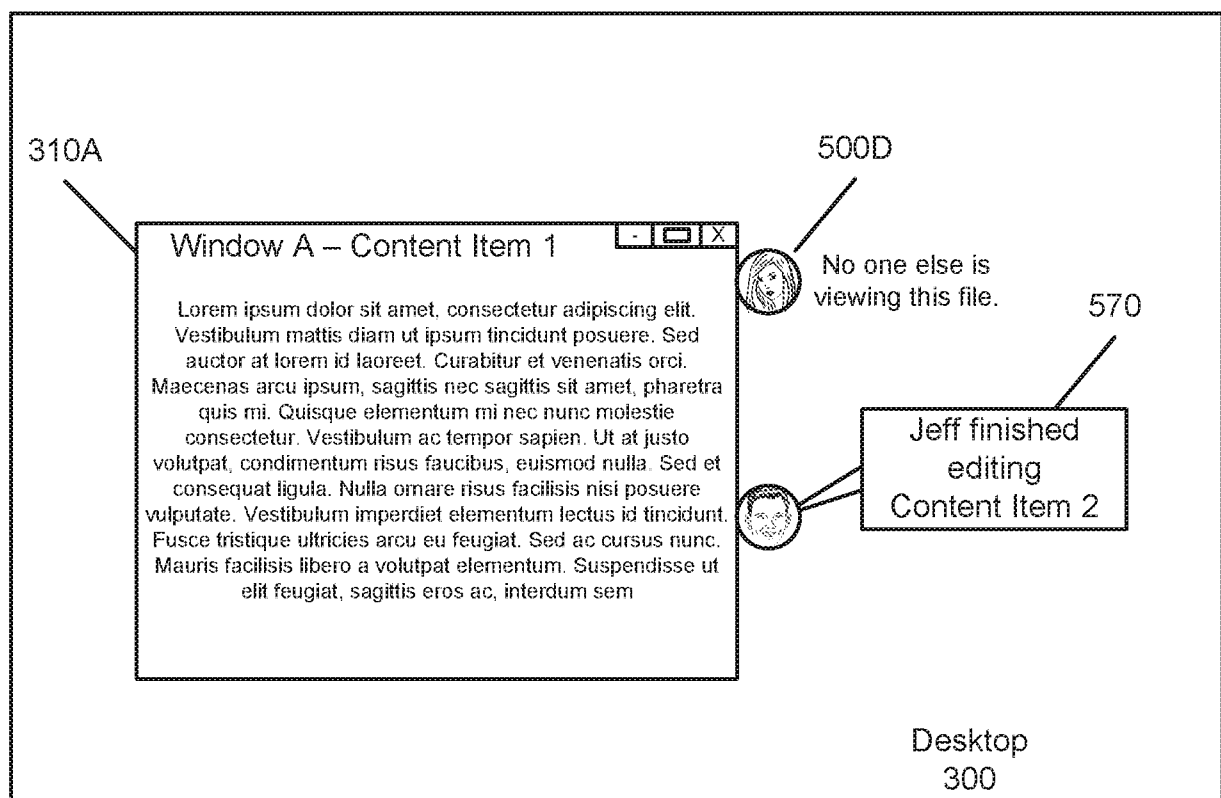 310A
500D
Window A – Content Item 1
- X
No one else is
viewing this file.
570
Lorem ipsum dolor sit amet, consectetur adipiscing elit.
Vestibulum mattis diam ut ipsum tincidunt posuere. Sed
auctor at lorem id laoreet. Curabitur et venenatis orci.
Maecenas arcu ipsum, sagittis nec sagittis sit amet, pharetra
quis mi. Quisque elementum mi nec nunc molestie
consectetur. Vestibulum ac tempor sapien. Ut at justo
volutpat, condimentum risus faucibus, euismod nulla. Sed et
consequat ligula. Nulla ornare risus facilisis nisi posuere
vulputate. Vestibulum imperdiet elementum lectus id tincidunt.
Fusce tristique ultricies arcu eu feugiat. Sed ac cursus nunc.
Mauris facilisis libero a volutpat elementum. Suspendisse ut
elit feugiat, sagittis eros ac, interdum sem
Jeff finished
editing
Content Item 2
Desktop
300